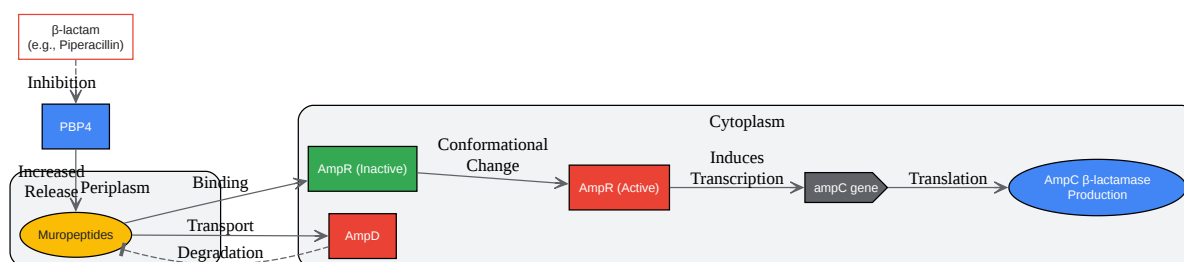 β-lactam
(e.g., Piperacillin)
Inhibition
PBP4
Increased
Release
Periplasm
Muropeptides
Binding
Transport
Degradation
Cytoplasm
AmpR (Inactive)
Conformational
Change
AmpR (Active)
Induces
Transcription
ampC gene
Translation
AmpC β-lactamase
Production
AmpD